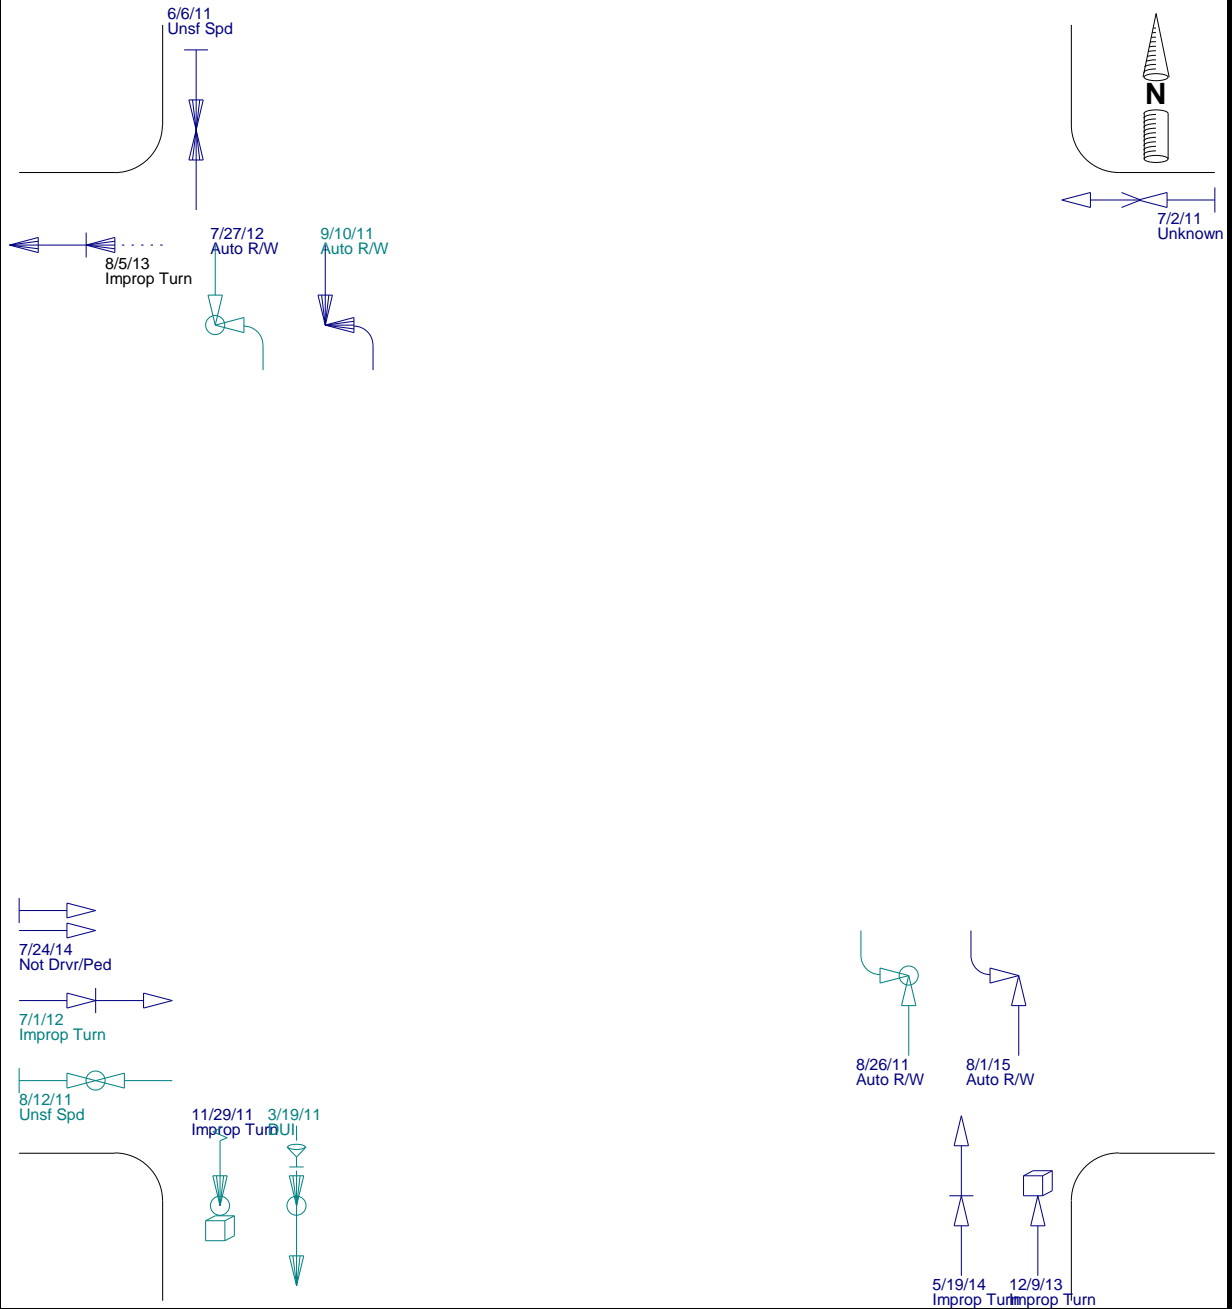 6/6/11
Unsf Spd
N
7/2/11
Unknown
7/27/12
Auto R/W
9/10/11
Auto R/W
8/5/13
Improp Turn
7/24/14
Not Drvr/Ped
7/1/12
Improp Turn
8/12/11
Unsf Spd
8/26/11
Auto R/W
8/1/15
Auto R/W
11/29/11
Improp Turn
3/19/11
DUI
5/19/14
Improp Turn
12/9/13
Improp Turn